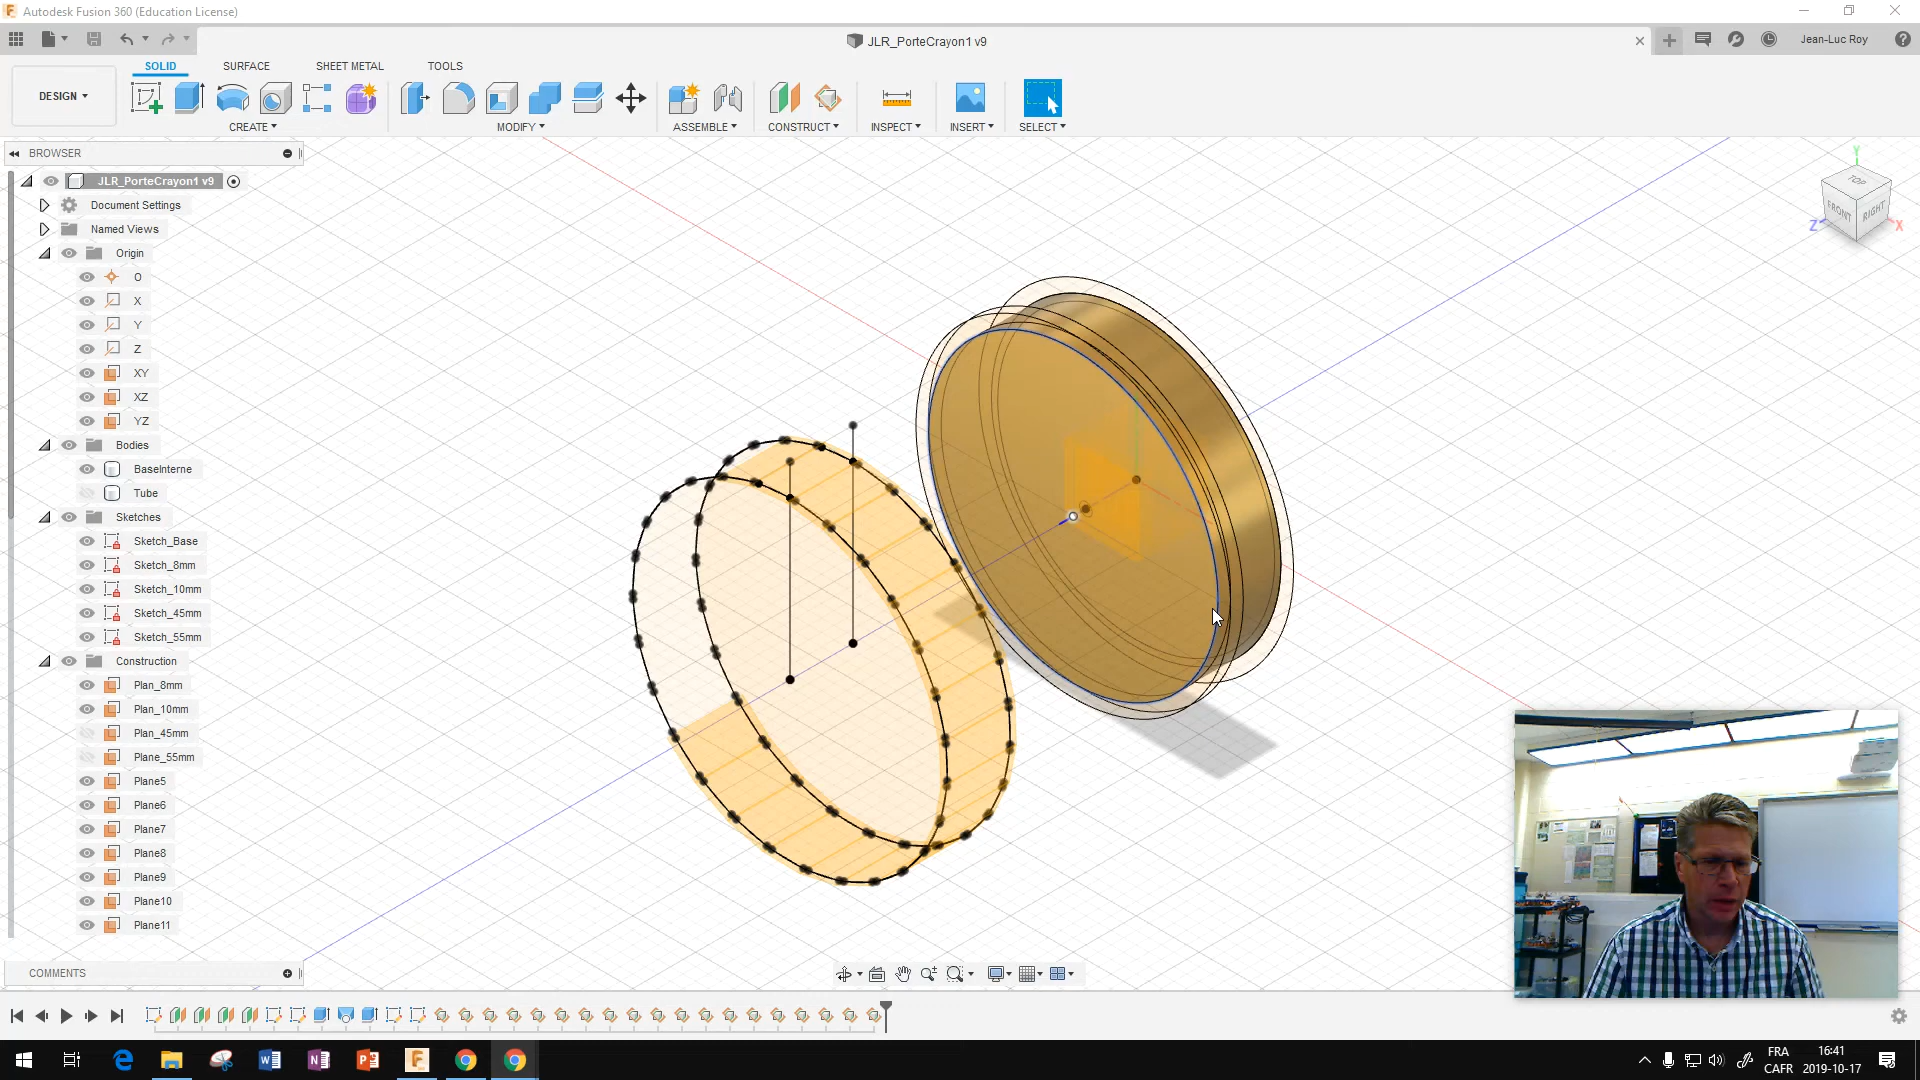 Autodesk Fusion 360 (Education License)
JLR_PorteCrayon1 v9
Jean-Luc Roy
SOLID SURFACE SHEET METAL TOOLS
DESIGN
CREATE MODIFY ASSEMBLE CONSTRUCT INSPECT INSERT SELECT
BROWSER
JLR_PorteCrayon1 v9
Document Settings
Named Views
Origin
O
X
Y
Z
XY
XZ
YZ
Bodies
BaseInterne
Tube
Sketches
Sketch_Base
Sketch_8mm
Sketch_10mm
Sketch_45mm
Sketch_55mm
Construction
Plan_8mm
Plan_10mm
Plan_45mm
Plane_55mm
Plane5
Plane6
Plane7
Plane8
Plane9
Plane10
Plane11
Y
TOP
FRONT RIGHT
Z X
COMMENTS
FRA
CAFR
16:41
2019-10-17